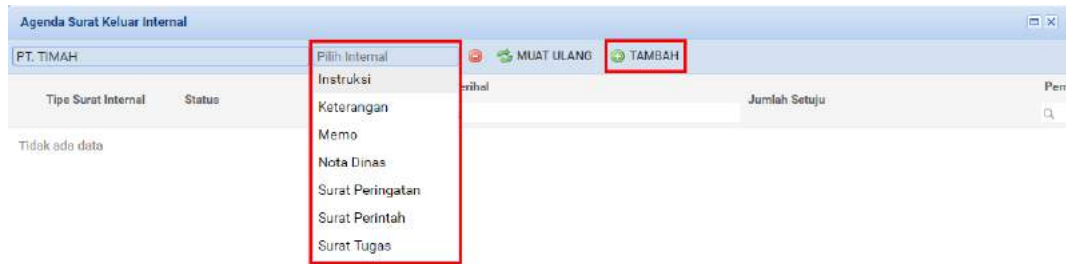 Agenda Surat Keluar Internal
PT. TIMAH Pilih Internal MUAT ULANG TAMBAH
Tipe Surat Internal Status erihal Jumlah Setuju Pem
Tidak ada data
Instruksi
Keterangan
Memo
Nota Dinas
Surat Peringatan
Surat Perintah
Surat Tugas